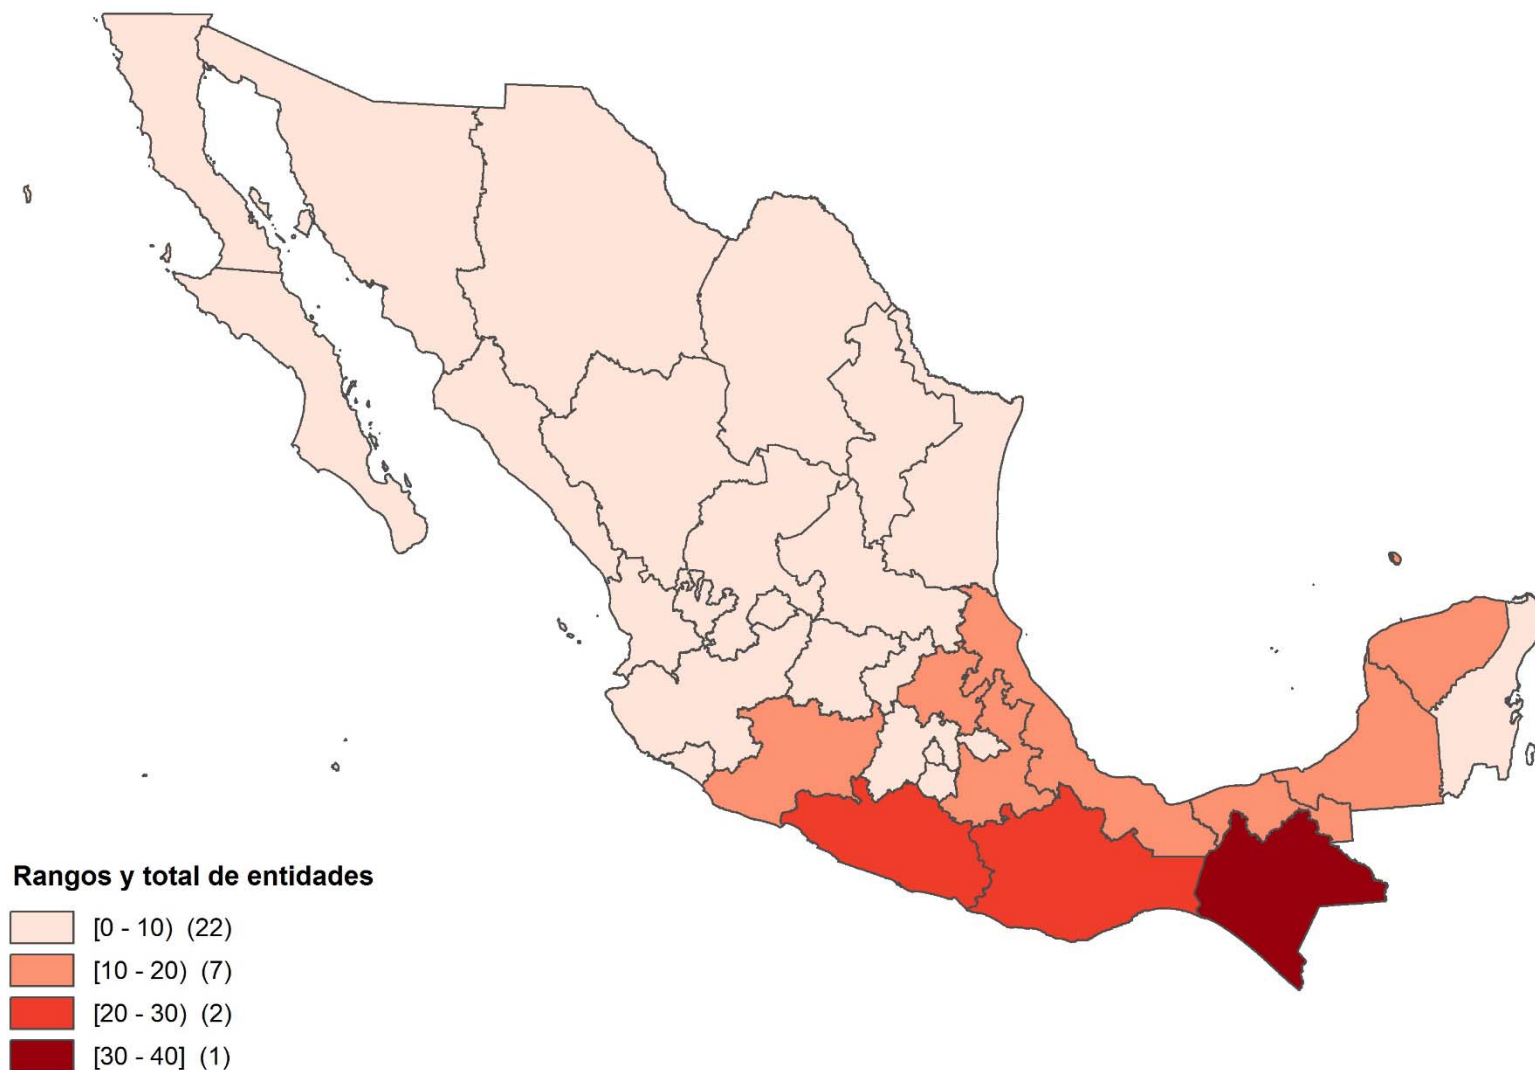 Rangos y total de entidades
[0 - 10) (22)
[10 - 20) (7)
[20 - 30) (2)
[30 - 40] (1)